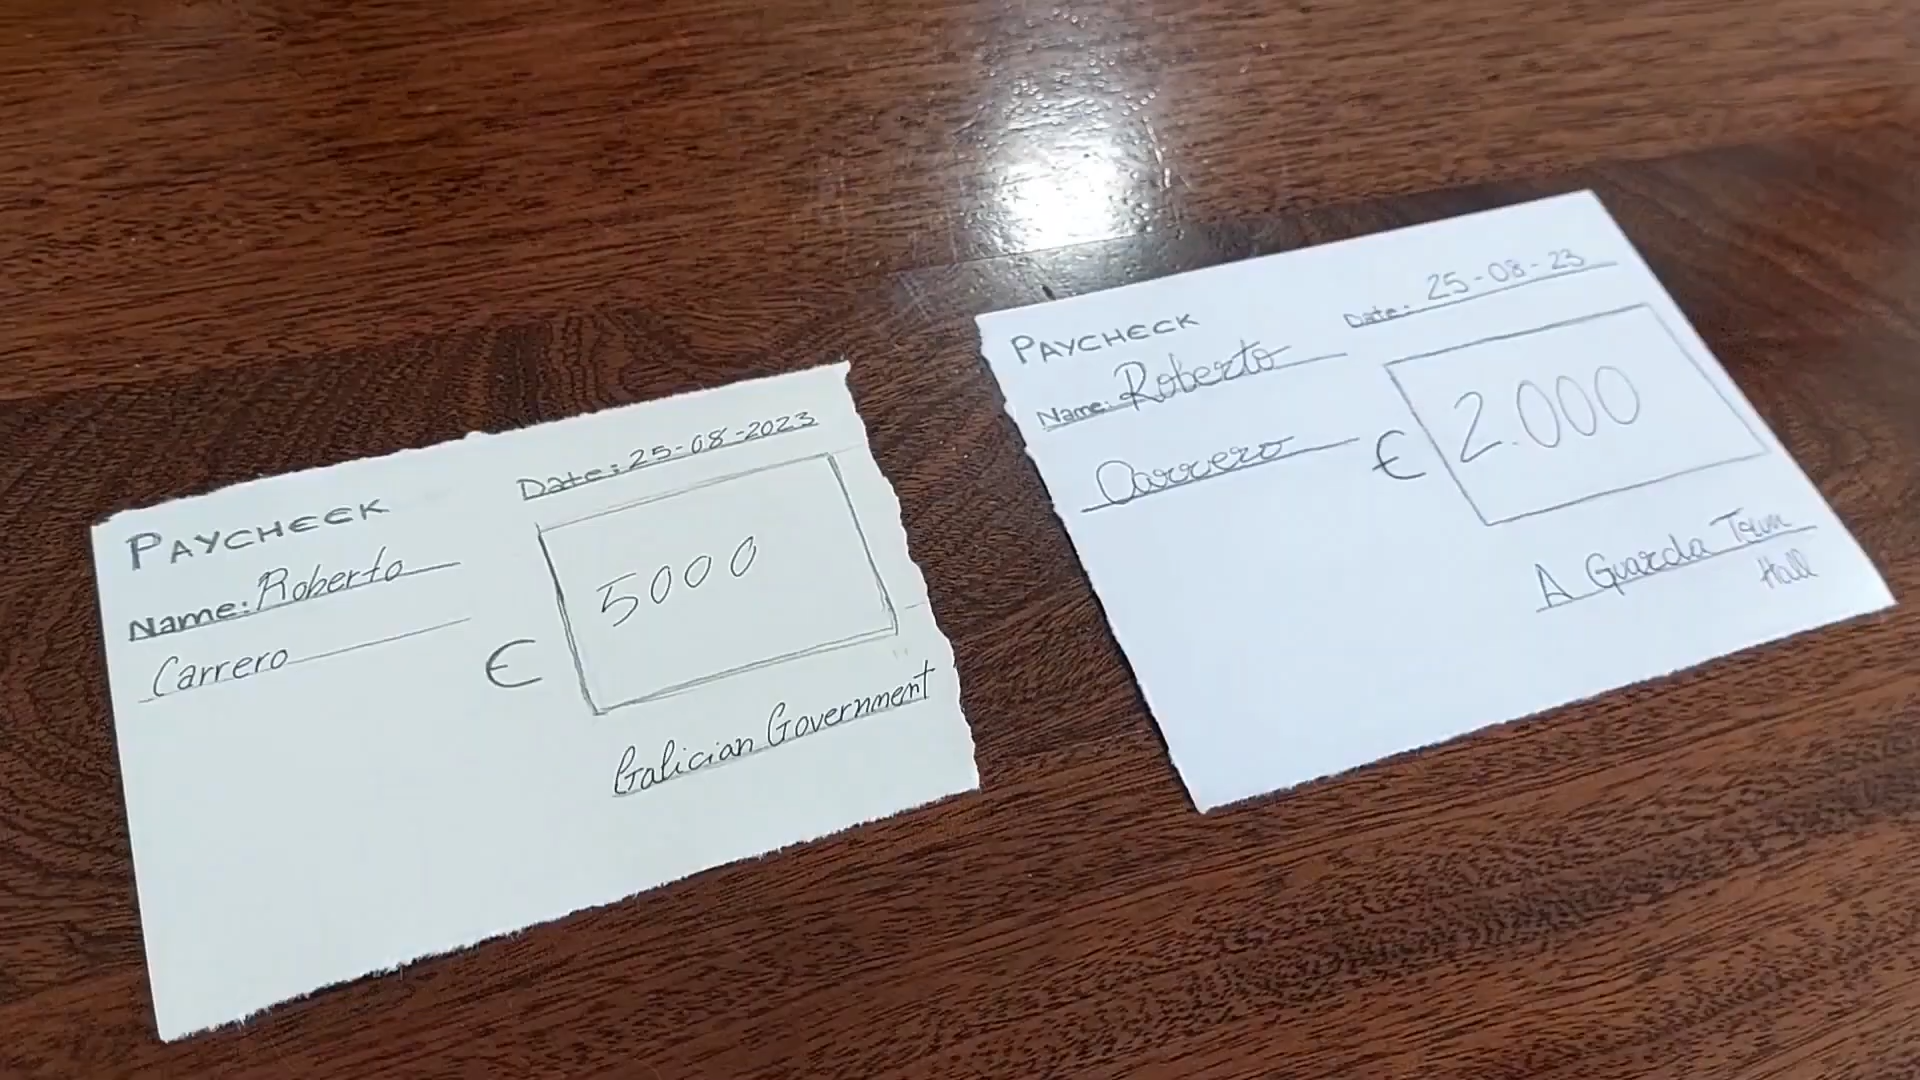 PAYCHECK
Date: 25-08-2023
Name: Roberto
Carrero
€ 5000
Galician Government
PAYCHECK
Date: 25-08-23
Name: Roberto
Carrero
€ 2.000
A Guarda Town
Hall